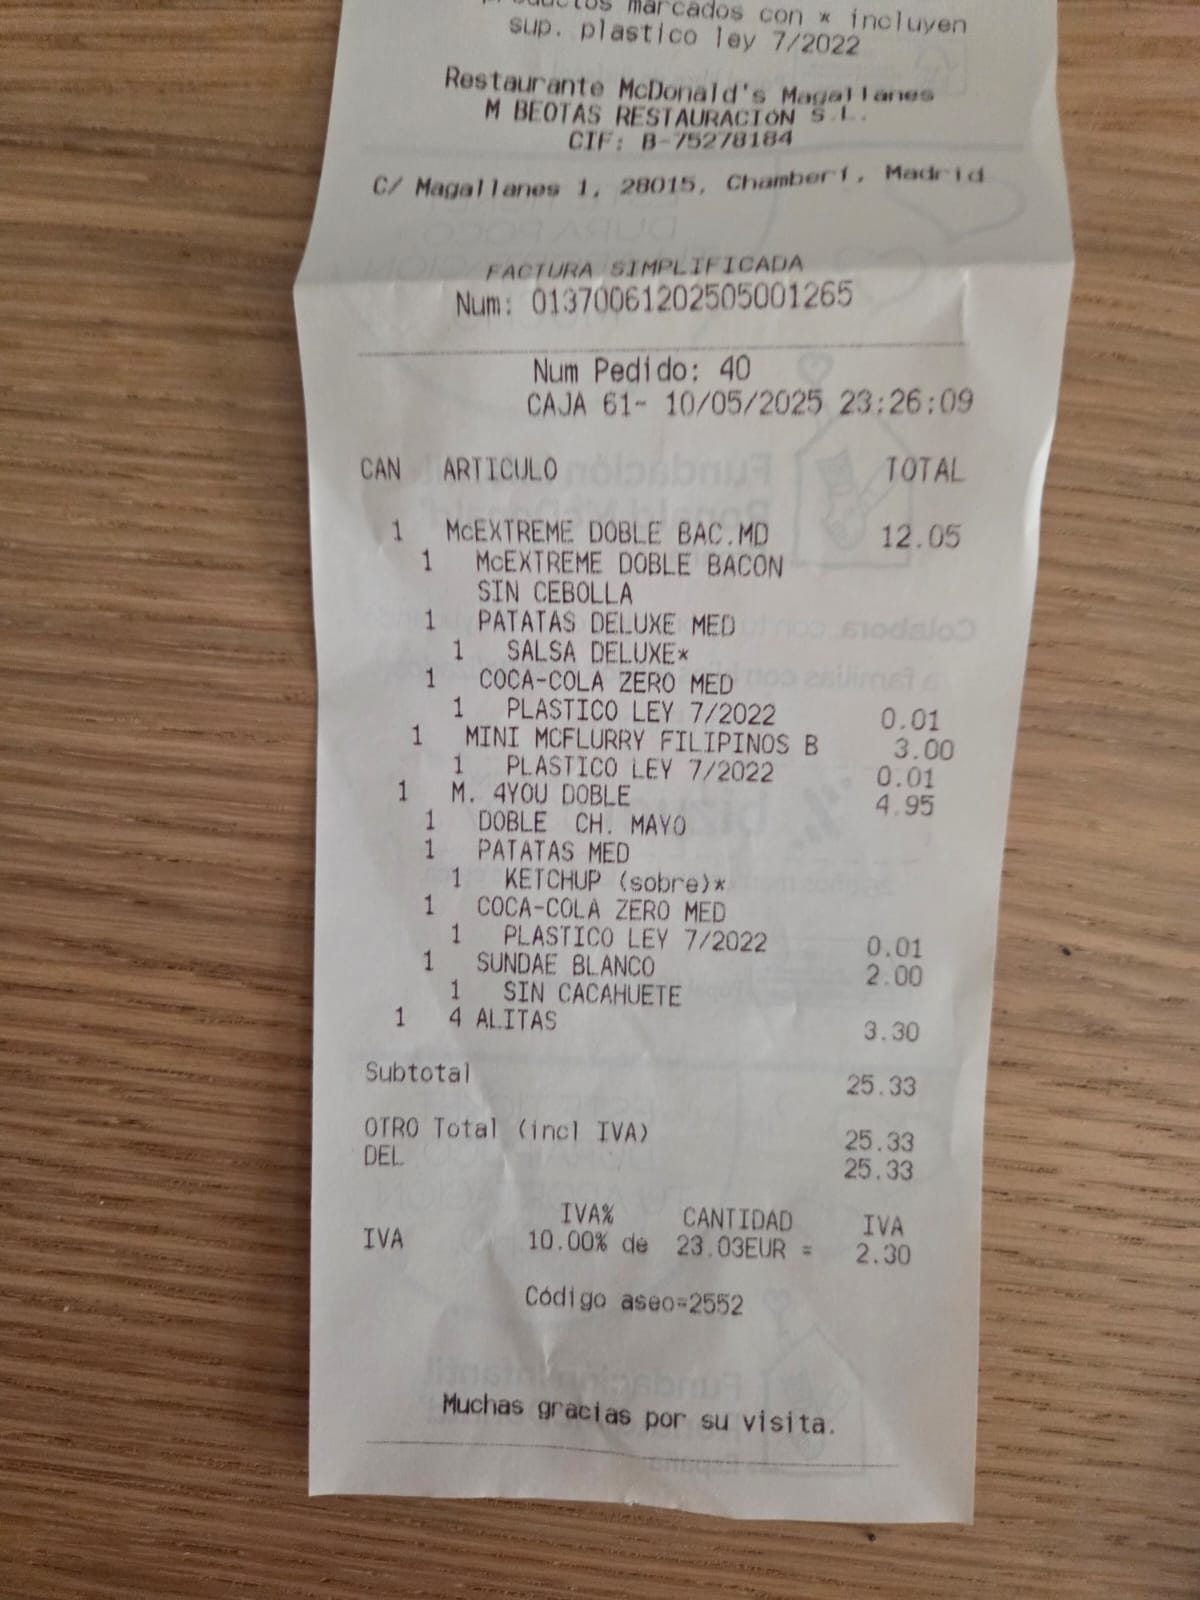 productos marcados con * incluyen
sup. plastico ley 7/2022
Restaurante McDonald's Magallanes
M BEOTAS RESTAURACIÓN S.L.
CIF: B-75278184
C/ Magallanes 1, 28015, Chamberí, Madrid
FACTURA SIMPLIFICADA
Num: 01370061202505001265
Num Pedido: 40
CAJA 61- 10/05/2025 23:26:09
CAN ARTICULO TOTAL
1 McEXTREME DOBLE BAC.MD 12.05
1 McEXTREME DOBLE BACON
SIN CEBOLLA
1 PATATAS DELUXE MED
1 SALSA DELUXE*
1 COCA-COLA ZERO MED
1 PLASTICO LEY 7/2022 0.01
1 MINI MCFLURRY FILIPINOS B 3.00
1 PLASTICO LEY 7/2022 0.01
1 M. 4YOU DOBLE 4.95
1 DOBLE CH. MAYO
1 PATATAS MED
1 KETCHUP (sobre)*
1 COCA-COLA ZERO MED
1 PLASTICO LEY 7/2022 0.01
1 SUNDAE BLANCO 2.00
1 SIN CACAHUETE
1 4 ALITAS 3.30
Subtotal 25.33
OTRO Total (incl IVA) 25.33
DEL 25.33
IVA% CANTIDAD IVA
IVA 10.00% de 23.03EUR = 2.30
Código aseo=2552
Muchas gracias por su visita.